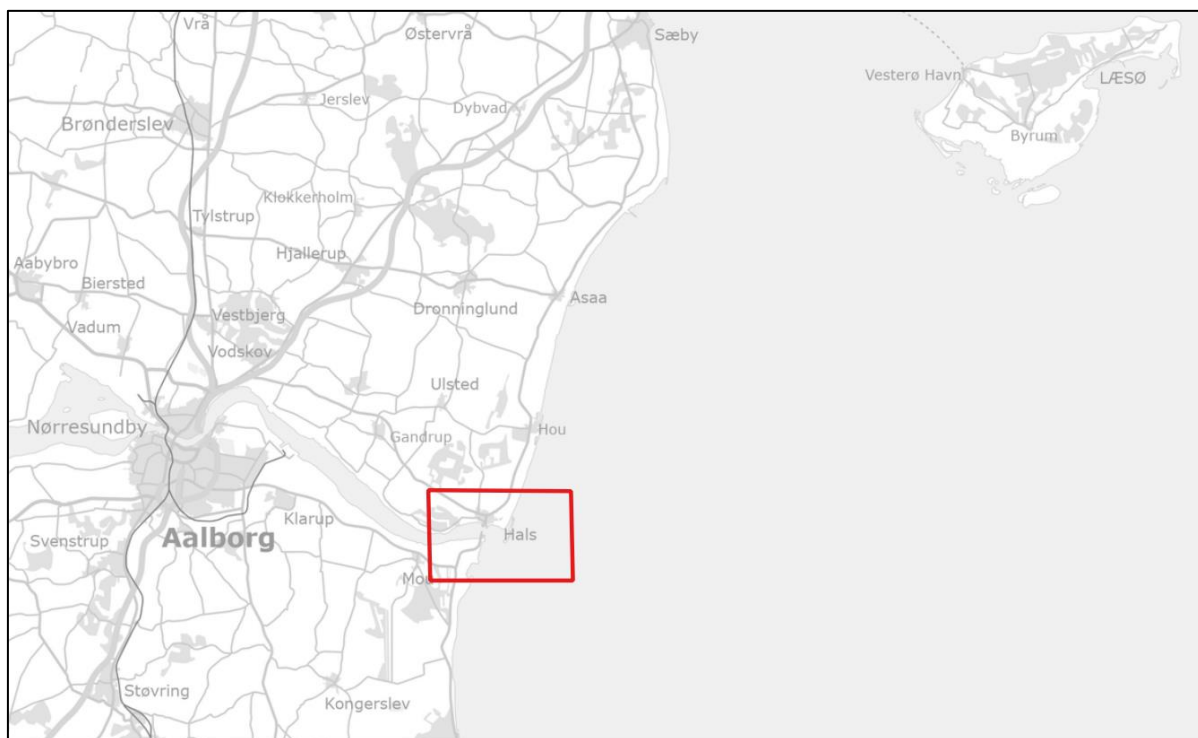 Vrå
Østervrå
Sæby
Vesterø Havn
LÆSØ
Jerslev
Dybvad
Brønderslev
Byrum
Klokkerholm
Tylstrup
Hjallerup
Aabybro
Biersted
Dronninglund
Asaa
Vestbjerg
Vadum
Vodskov
Ulsted
Nørresundby
Gandrup
Hou
Klarup
Hals
Aalborg
Svenstrup
Mou
Støvring
Kongerslev